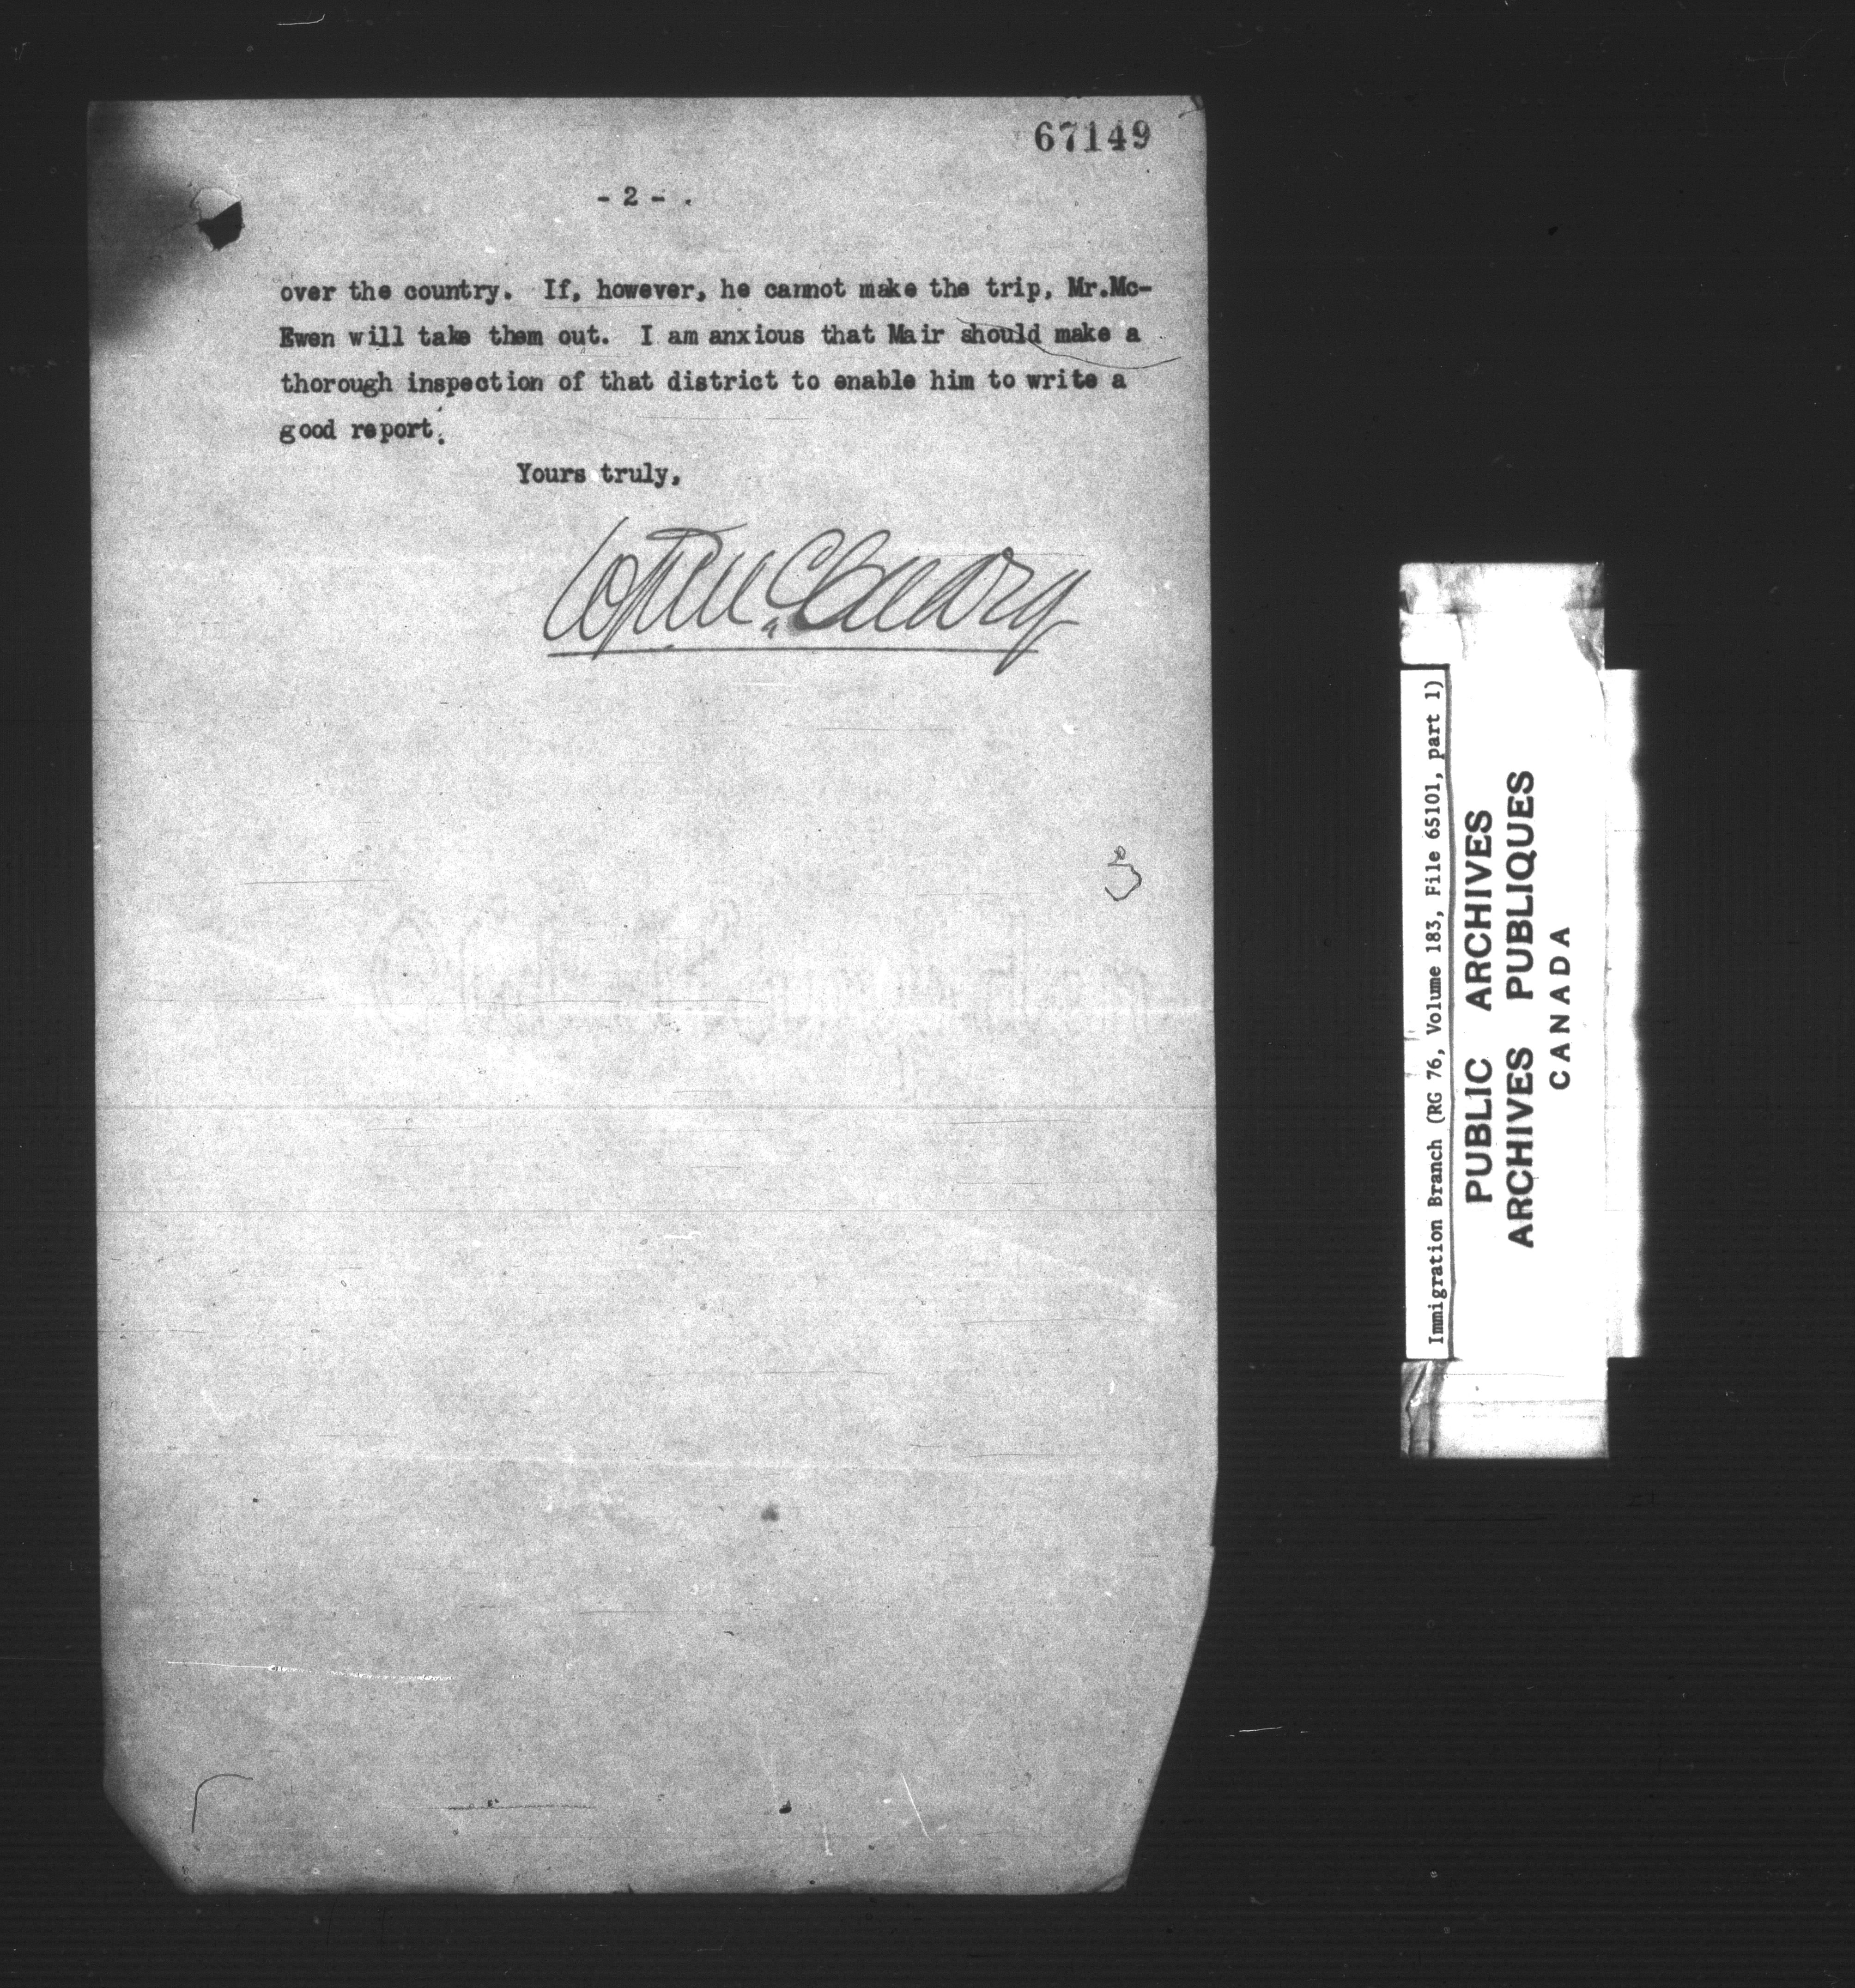 67149
- 2 - .
over the country. If, however, he cannot make the trip, Mr.Mc-
Ewen will take them out. I am anxious that Mair should make a
thorough inspection of that district to enable him to write a
good report.
Yours truly,
3
Immigration Branch (RG 76, Volume 183, File 65101, part 1)
PUBLIC ARCHIVES
ARCHIVES PUBLIQUES
CANADA